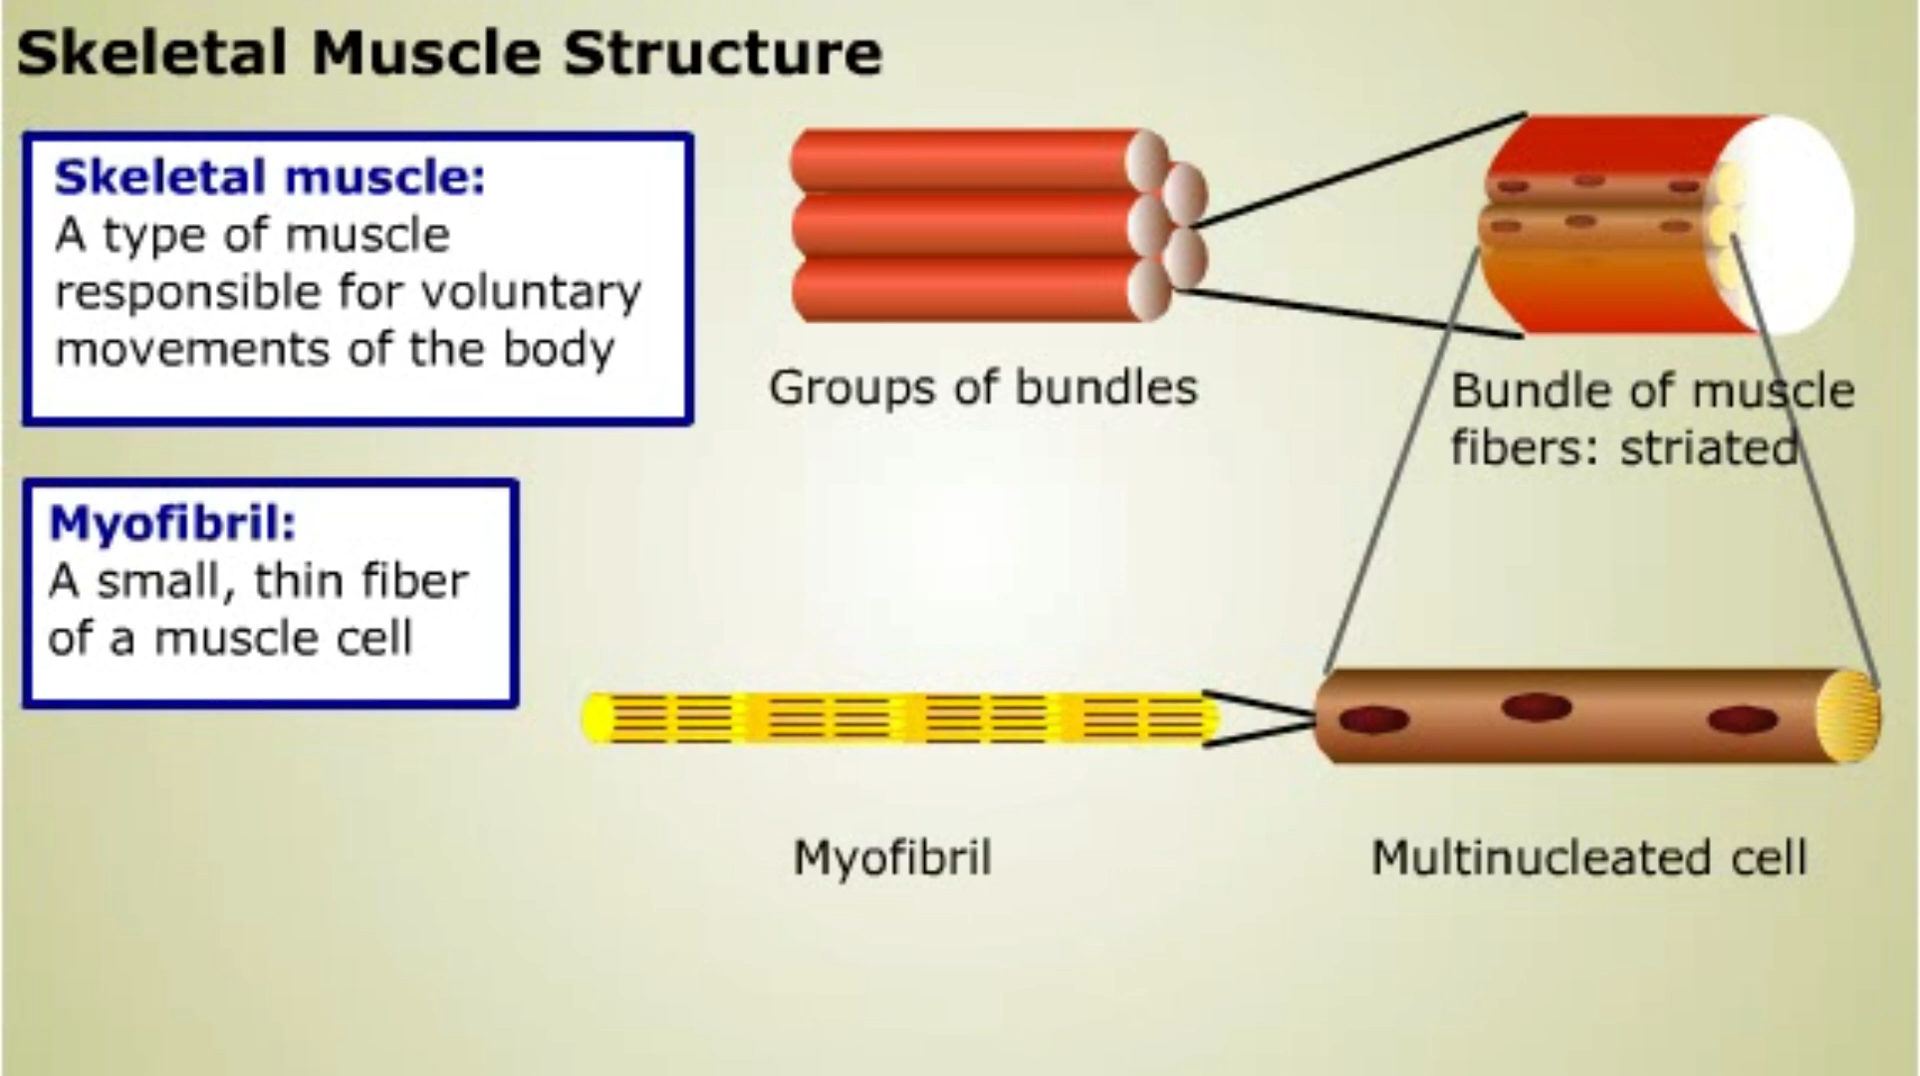 Skeletal Muscle Structure
Skeletal muscle:
A type of muscle
responsible for voluntary
movements of the body
Groups of bundles
Bundle of muscle
fibers: striated
Myofibril:
A small, thin fiber
of a muscle cell
Myofibril
Multinucleated cell